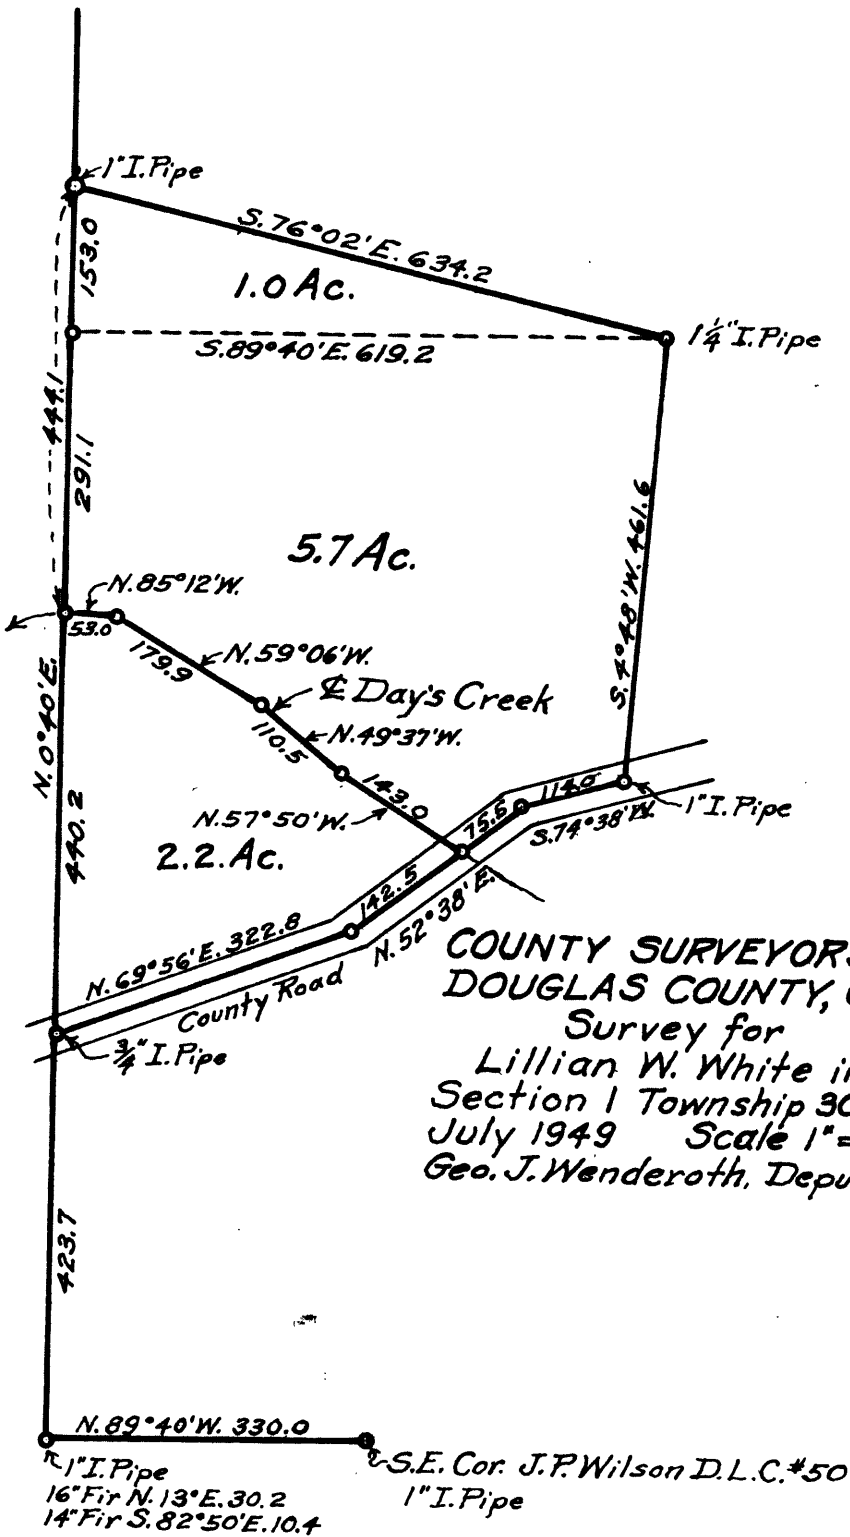 1" I. Pipe
S. 76°02' E. 634.2
153.0
1.0 Ac.
1 1/4" I. Pipe
S. 89°40' E. 619.2
444.1
291.1
S. 4°48' W. 461.6
5.7 Ac.
N. 85°12' W.
53.0
179.9
N. 59°06' W.
℄ Day's Creek
110.5
N. 49°37' W.
N. 0°40' E.
143.0
N. 57°50' W.
75.6
114.0
1" I. Pipe
S. 74°38' W.
2.2. Ac.
440.2
142.5
N. 52°38' E.
N. 69°56' E. 322.8
County Road
3/4" I. Pipe
COUNTY SURVEYORS
DOUGLAS COUNTY,
Survey for
Lillian W. White in
Section 1 Township 30
July 1949 Scale 1"=
Geo. J. Wenderoth, Depu
423.7
N. 89°40' W. 330.0
1" I. Pipe
16" Fir N. 13° E. 30.2
14" Fir S. 82°50' E. 10.4
S.E. Cor. J.P. Wilson D.L.C. #50
1" I. Pipe